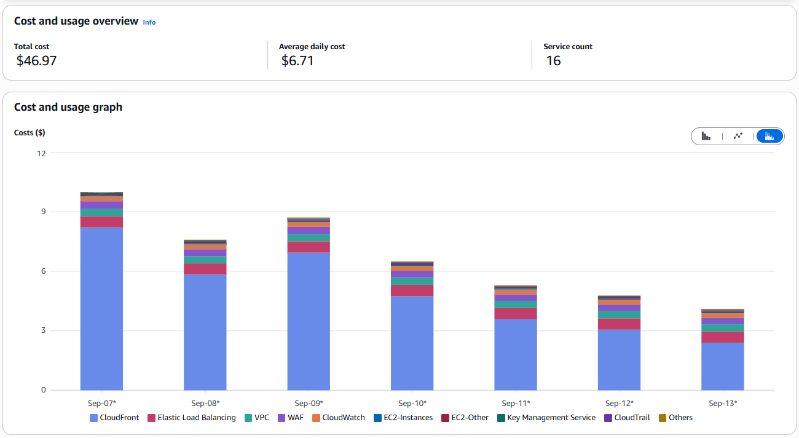 Cost and usage overview Info
Total cost
$46.97
Average daily cost
$6.71
Service count
16
Cost and usage graph
Costs ($)
12
9
6
3
0
Sep-07* Sep-08* Sep-09* Sep-10* Sep-11* Sep-12* Sep-13*
CloudFront Elastic Load Balancing VPC WAF CloudWatch EC2-Instances EC2-Other Key Management Service CloudTrail Others